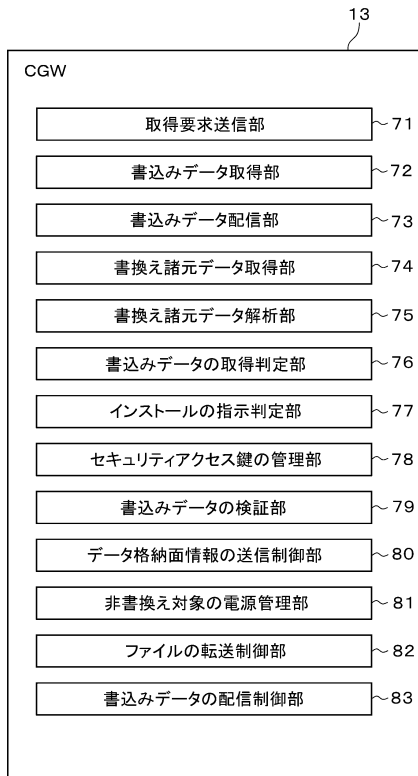 13
CGW
取得要求送信部 71
書込みデータ取得部 72
書込みデータ配信部 73
書換え諸元データ取得部 74
書換え諸元データ解析部 75
書込みデータの取得判定部 76
インストールの指示判定部 77
セキュリティアクセス鍵の管理部 78
書込みデータの検証部 79
データ格納面情報の送信制御部 80
非書換え対象の電源管理部 81
ファイルの転送制御部 82
書込みデータの配信制御部 83